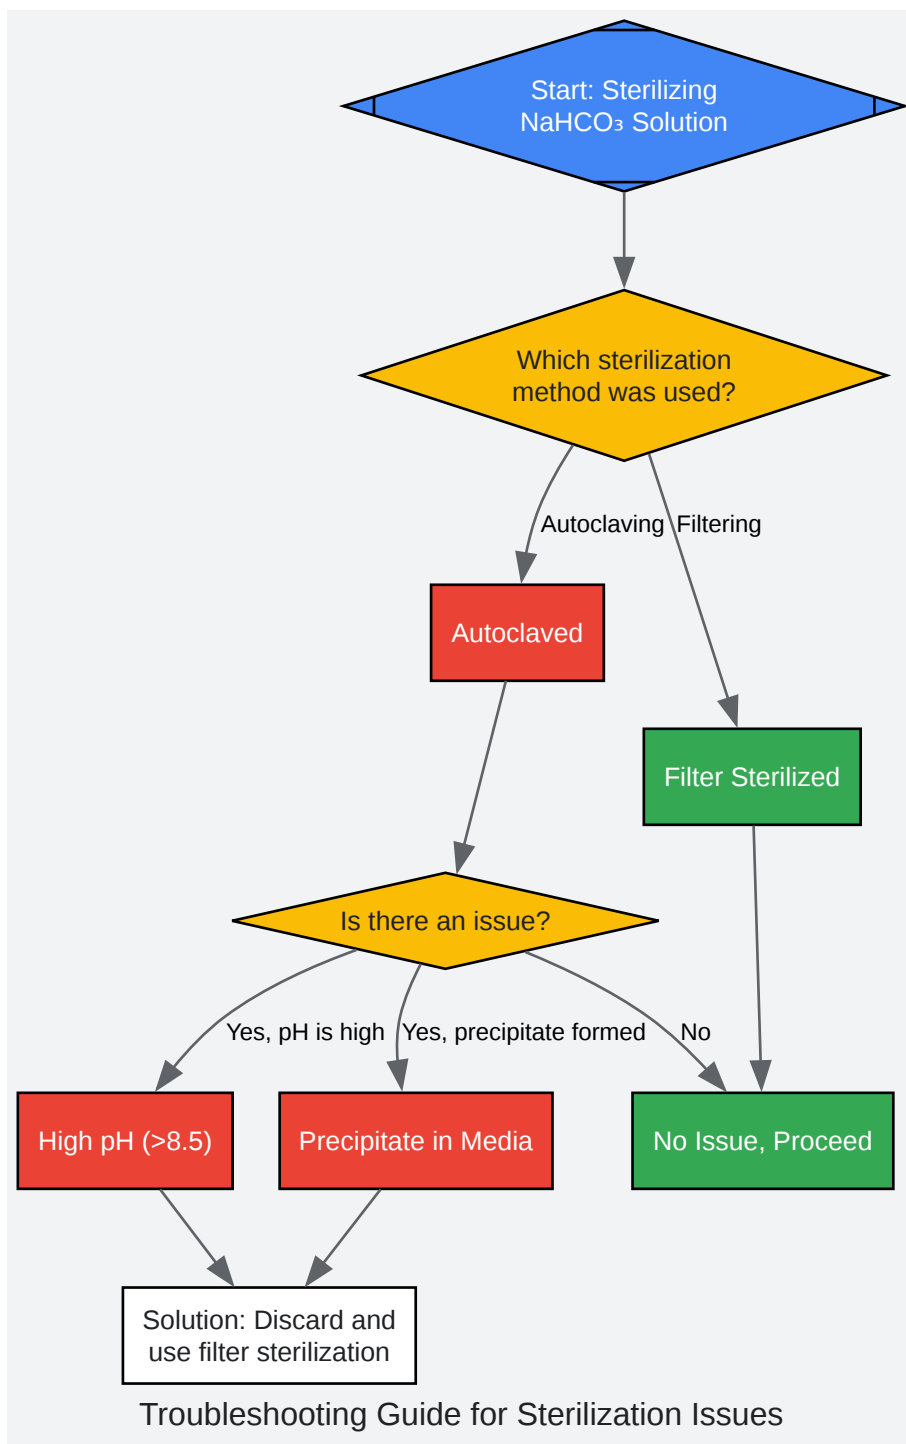 Start: Sterilizing
NaHCO₃ Solution
Which sterilization
method was used?
Autoclaving
Filtering
Autoclaved
Filter Sterilized
Is there an issue?
Yes, pH is high
Yes, precipitate formed
No
High pH (>8.5)
Precipitate in Media
No Issue, Proceed
Solution: Discard and
use filter sterilization
Troubleshooting Guide for Sterilization Issues